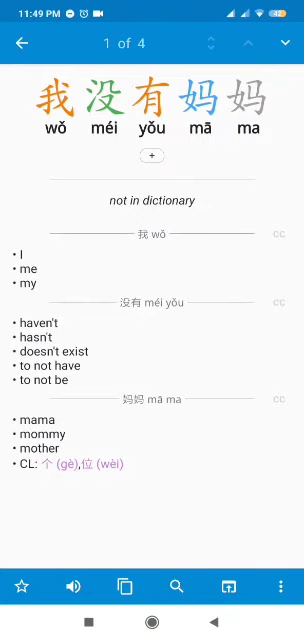 11:49 PM
42
1 of 4
我没有妈妈
wǒ méi yǒu mā ma
+
not in dictionary
我 wǒ
CC
• I
• me
• my
没有 méi yǒu
CC
• haven't
• hasn't
• doesn't exist
• to not have
• to not be
妈妈 mā ma
CC
• mama
• mommy
• mother
• CL: 个 (gè),位 (wèi)